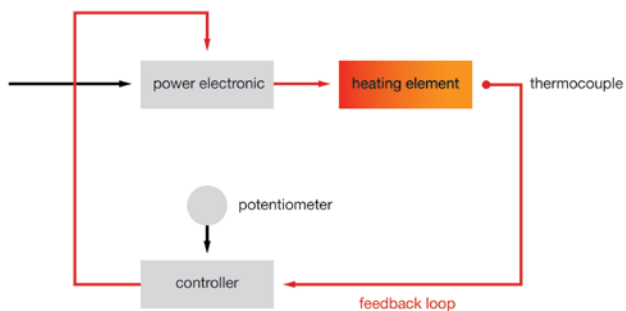 power electronic
heating element
thermocouple
potentiometer
controller
feedback loop